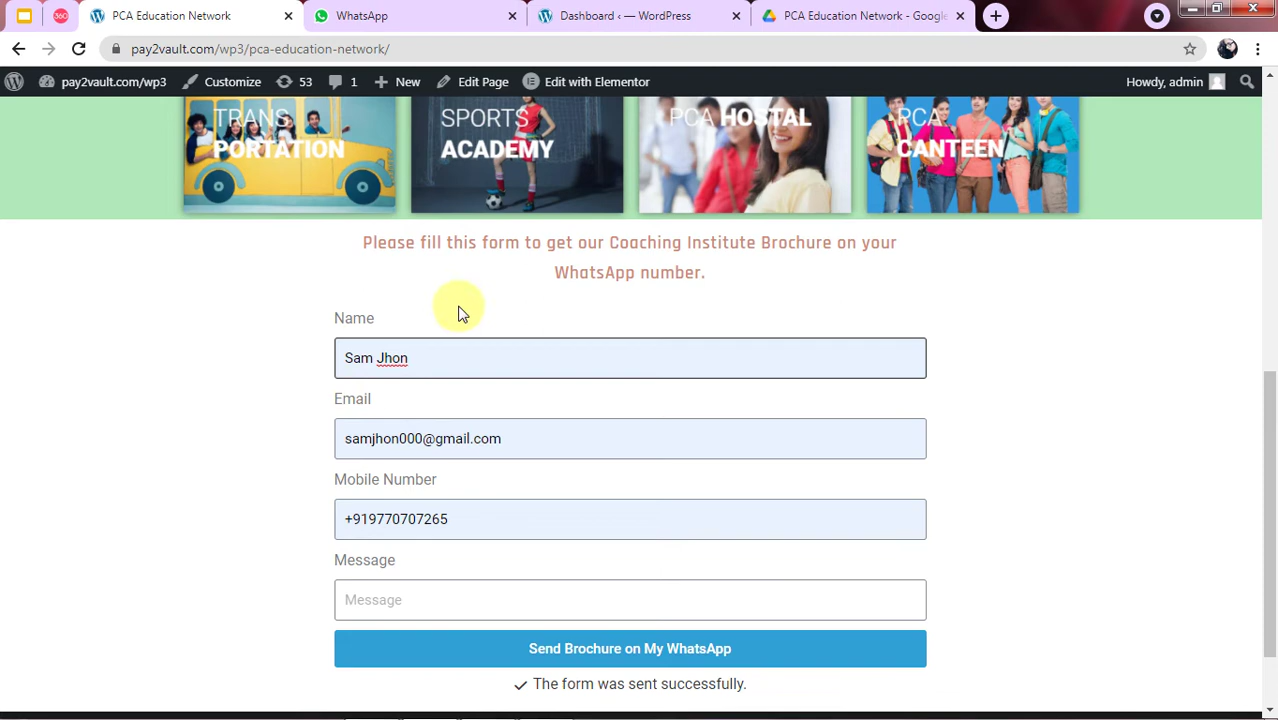 PCA Education Network
WhatsApp
Dashboard ‹ — WordPress
PCA Education Network - Google
360
pay2vault.com/wp3/pca-education-network/
pay2vault.com/wp3
Customize
53
1
New
Edit Page
Edit with Elementor
Howdy, admin
TRANS
PORTATION
SPORTS
ACADEMY
PCA HOSTAL
PCA
CANTEEN
Please fill this form to get our Coaching Institute Brochure on your
WhatsApp number.
Name
Sam Jhon
Email
samjhon000@gmail.com
Mobile Number
+919770707265
Message
Message
Send Brochure on My WhatsApp
The form was sent successfully.